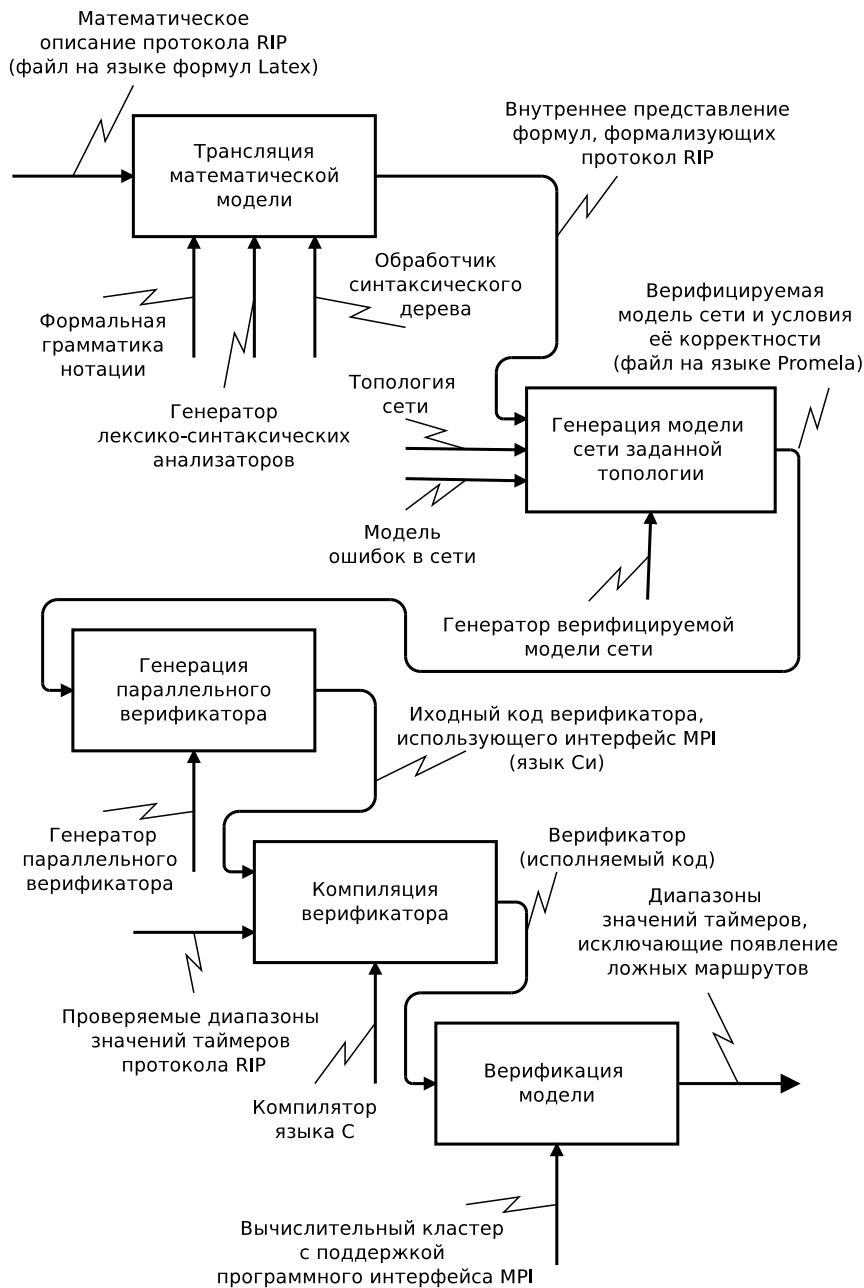 Математическое
описание протокола RIP
(файл на языке формул Latex)
Трансляция
математической
модели
Внутреннее представление
формул, формализующих
протокол RIP
Формальная
грамматика
нотации
Генератор
лексико-синтаксических
анализаторов
Обработчик
синтаксического
дерева
Верифицируемая
модель сети и условия
её корректности
(файл на языке Promela)
Топология
сети
Генерация модели
сети заданной
топологии
Модель
ошибок в сети
Генератор верифицируемой
модели сети
Генерация
параллельного
верификатора
Иходный код верификатора,
использующего интерфейс MPI
(язык Си)
Генератор
параллельного
верификатора
Верификатор
(исполняемый код)
Компиляция
верификатора
Диапазоны
значений таймеров,
исключающие появление
ложных маршрутов
Проверяемые диапазоны
значений таймеров
протокола RIP
Компилятор
языка C
Верификация
модели
Вычислительный кластер
с поддержкой
программного интерфейса MPI